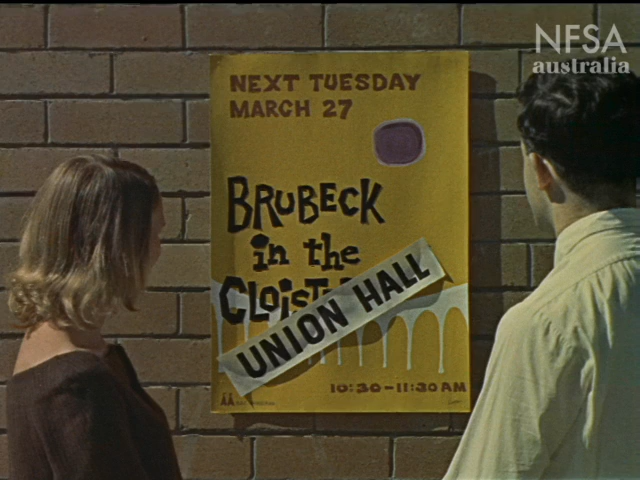 NFSA
australia
NEXT TUESDAY
MARCH 27
BRUBECK
in the
CLOIST
UNION HALL
10:30-11:30 AM